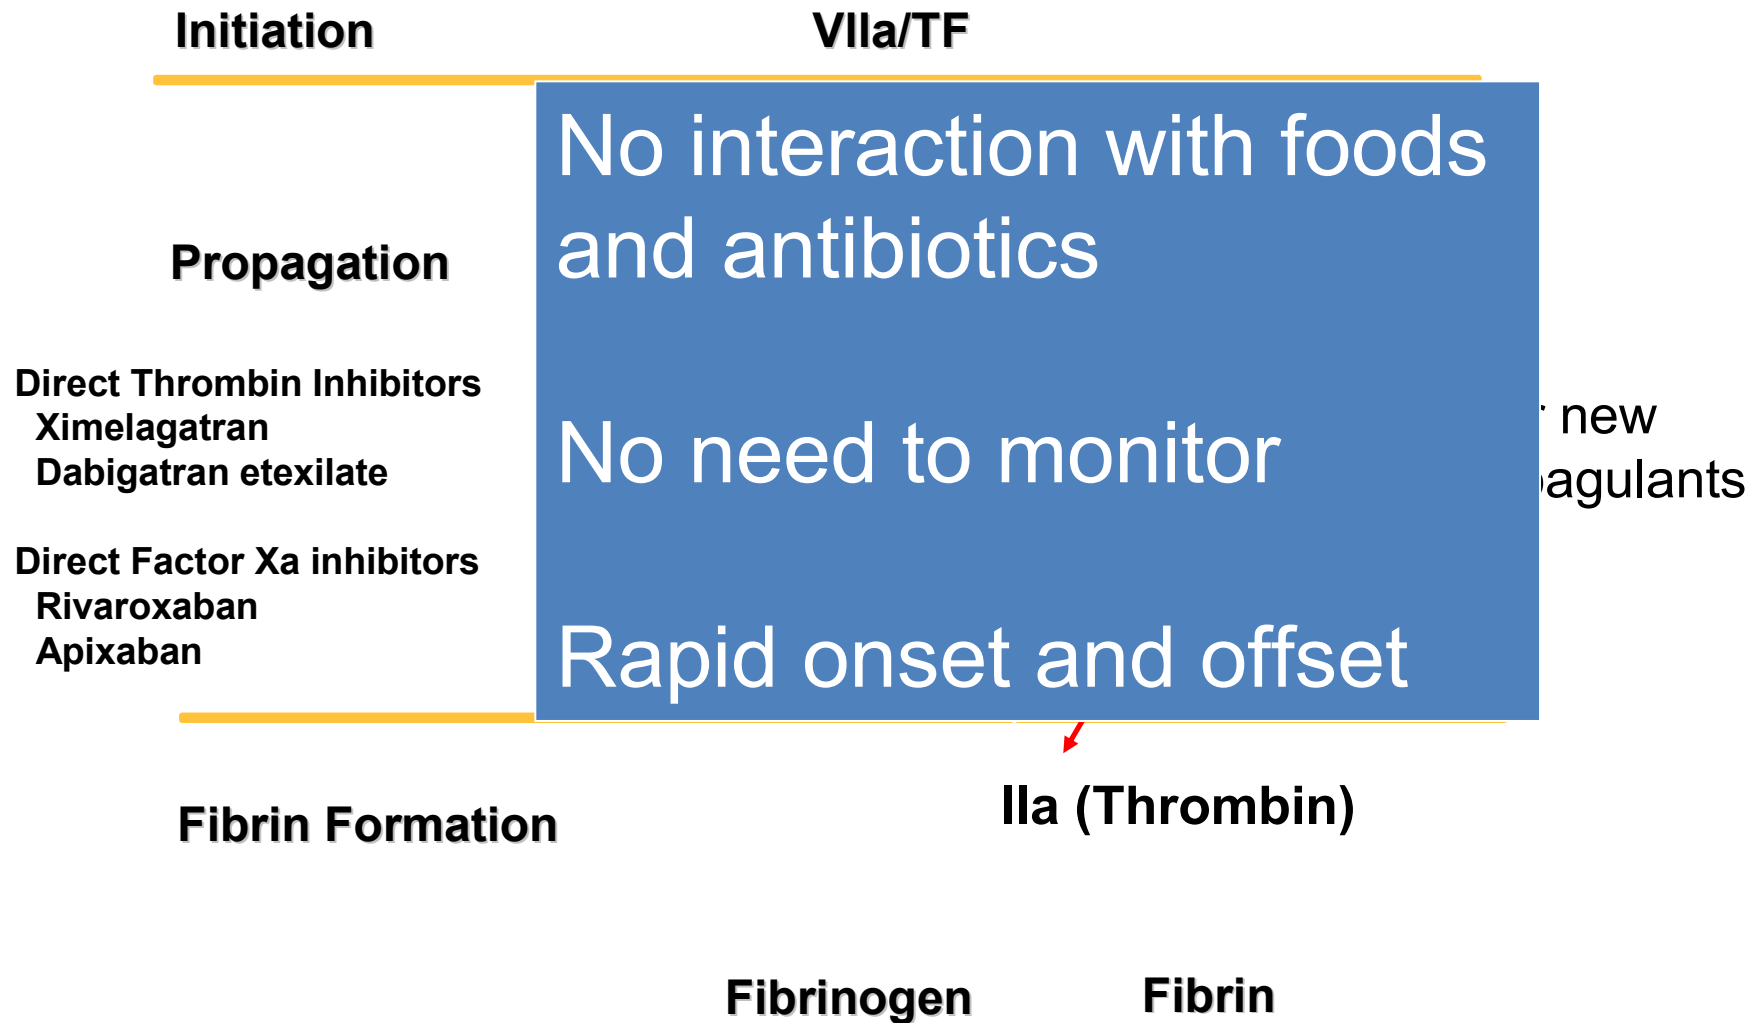 Initiation
VIIa/TF
No interaction with foods
and antibiotics
Propagation
Direct Thrombin Inhibitors
Ximelagatran
Dabigatran etexilate
No need to monitor
new
Direct Factor Xa inhibitors
Rivaroxaban
Apixaban
Rapid onset and offset
IIa (Thrombin)
Fibrin Formation
Fibrinogen
Fibrin